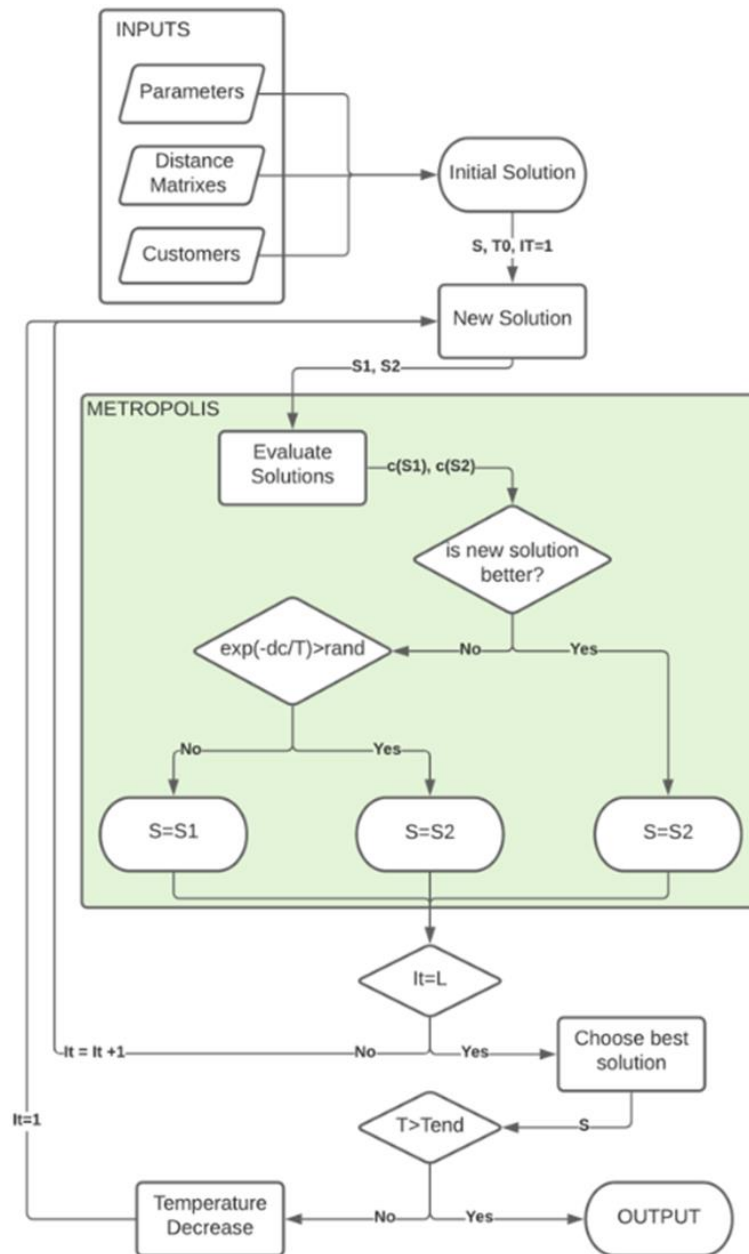 INPUTS
Parameters
Distance
Matrixes
Customers
Initial Solution
S, T0, IT=1
New Solution
S1, S2
METROPOLIS
Evaluate
Solutions
c(S1), c(S2)
is new solution
better?
No
Yes
exp(-dc/T)>rand
No
Yes
S=S1
S=S2
S=S2
It=L
It = It +1
No
Yes
Choose best
solution
It=1
T>Tend
S
Temperature
Decrease
No
Yes
OUTPUT